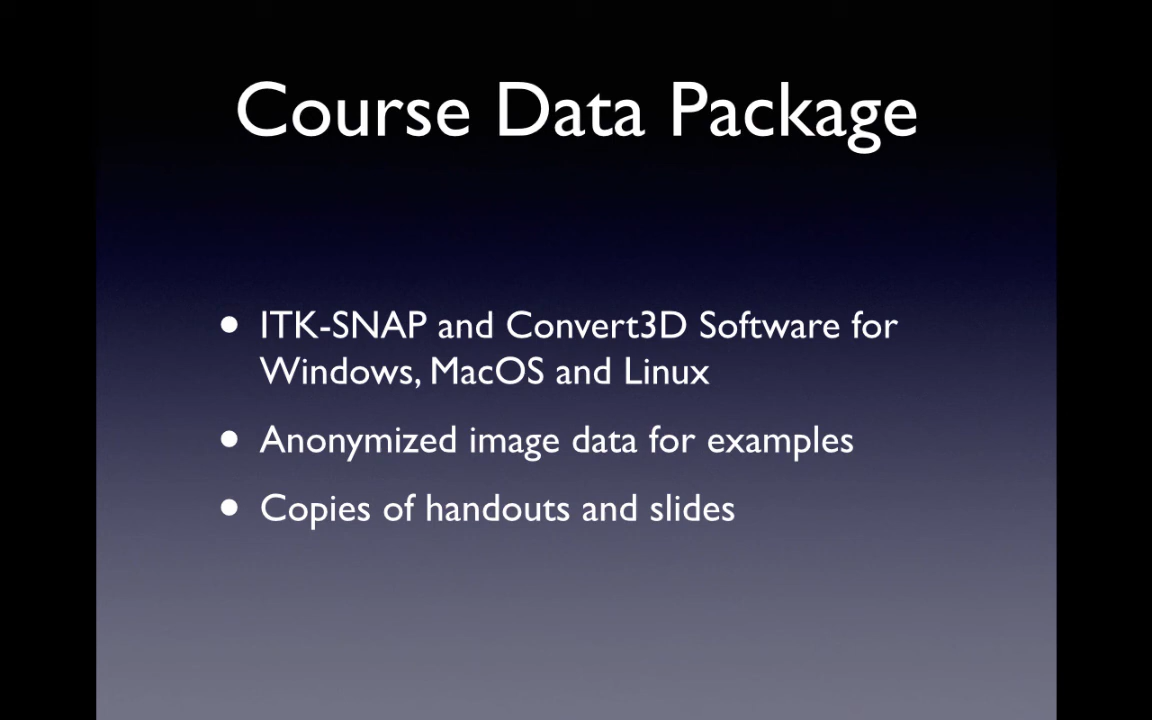 Course Data Package
• ITK-SNAP and Convert3D Software for
Windows, MacOS and Linux
• Anonymized image data for examples
• Copies of handouts and slides